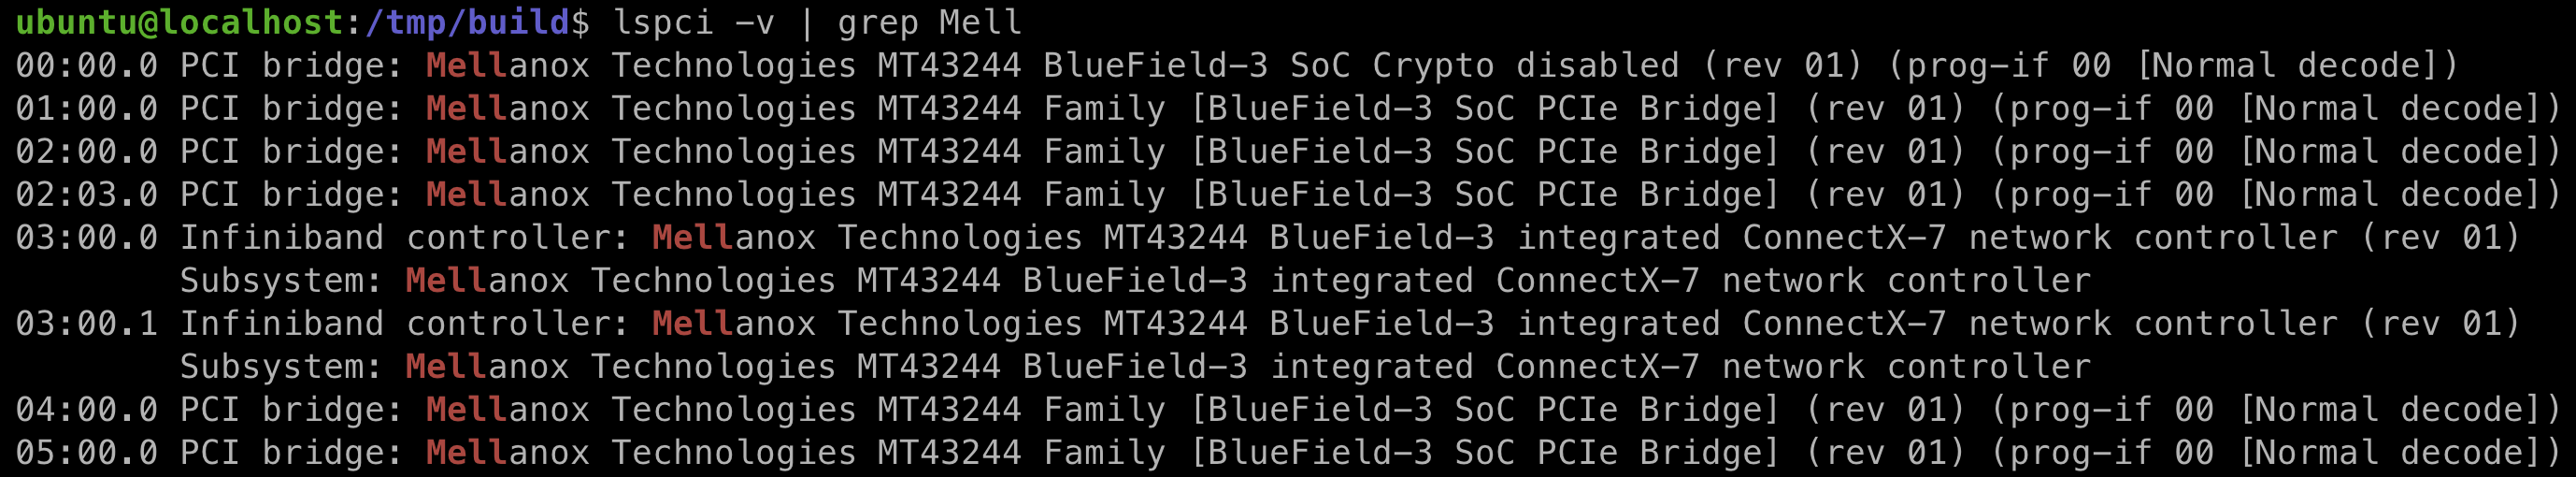 ubuntu@localhost:/tmp/build$ lspci -v | grep Mell
00:00.0 PCI bridge: Mellanox Technologies MT43244 BlueField-3 SoC Crypto disabled (rev 01) (prog-if 00 [Normal decode])
01:00.0 PCI bridge: Mellanox Technologies MT43244 Family [BlueField-3 SoC PCIe Bridge] (rev 01) (prog-if 00 [Normal decode])
02:00.0 PCI bridge: Mellanox Technologies MT43244 Family [BlueField-3 SoC PCIe Bridge] (rev 01) (prog-if 00 [Normal decode])
02:03.0 PCI bridge: Mellanox Technologies MT43244 Family [BlueField-3 SoC PCIe Bridge] (rev 01) (prog-if 00 [Normal decode])
03:00.0 Infiniband controller: Mellanox Technologies MT43244 BlueField-3 integrated ConnectX-7 network controller (rev 01)
Subsystem: Mellanox Technologies MT43244 BlueField-3 integrated ConnectX-7 network controller
03:00.1 Infiniband controller: Mellanox Technologies MT43244 BlueField-3 integrated ConnectX-7 network controller (rev 01)
Subsystem: Mellanox Technologies MT43244 BlueField-3 integrated ConnectX-7 network controller
04:00.0 PCI bridge: Mellanox Technologies MT43244 Family [BlueField-3 SoC PCIe Bridge] (rev 01) (prog-if 00 [Normal decode])
05:00.0 PCI bridge: Mellanox Technologies MT43244 Family [BlueField-3 SoC PCIe Bridge] (rev 01) (prog-if 00 [Normal decode])